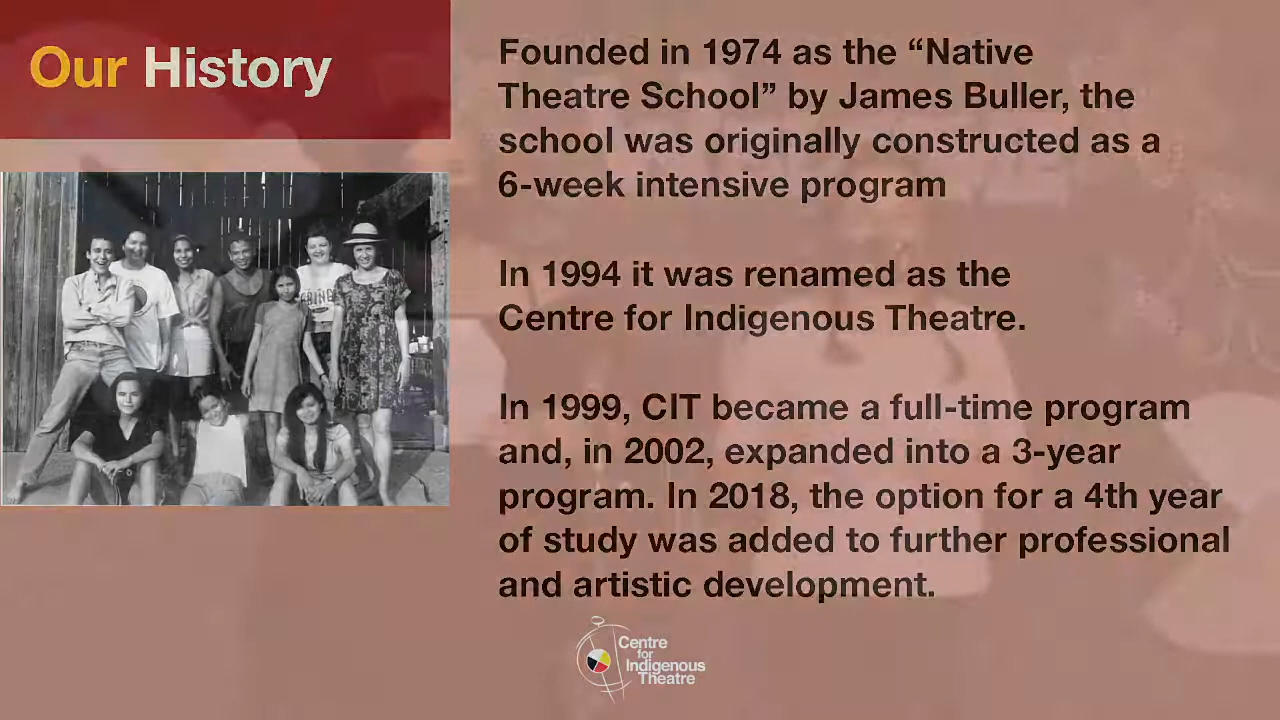 Our History
Founded in 1974 as the “Native
Theatre School” by James Buller, the
school was originally constructed as a
6-week intensive program
In 1994 it was renamed as the
Centre for Indigenous Theatre.
In 1999, CIT became a full-time program
and, in 2002, expanded into a 3-year
program. In 2018, the option for a 4th year
of study was added to further professional
and artistic development.
Centre
for
Indigenous
Theatre